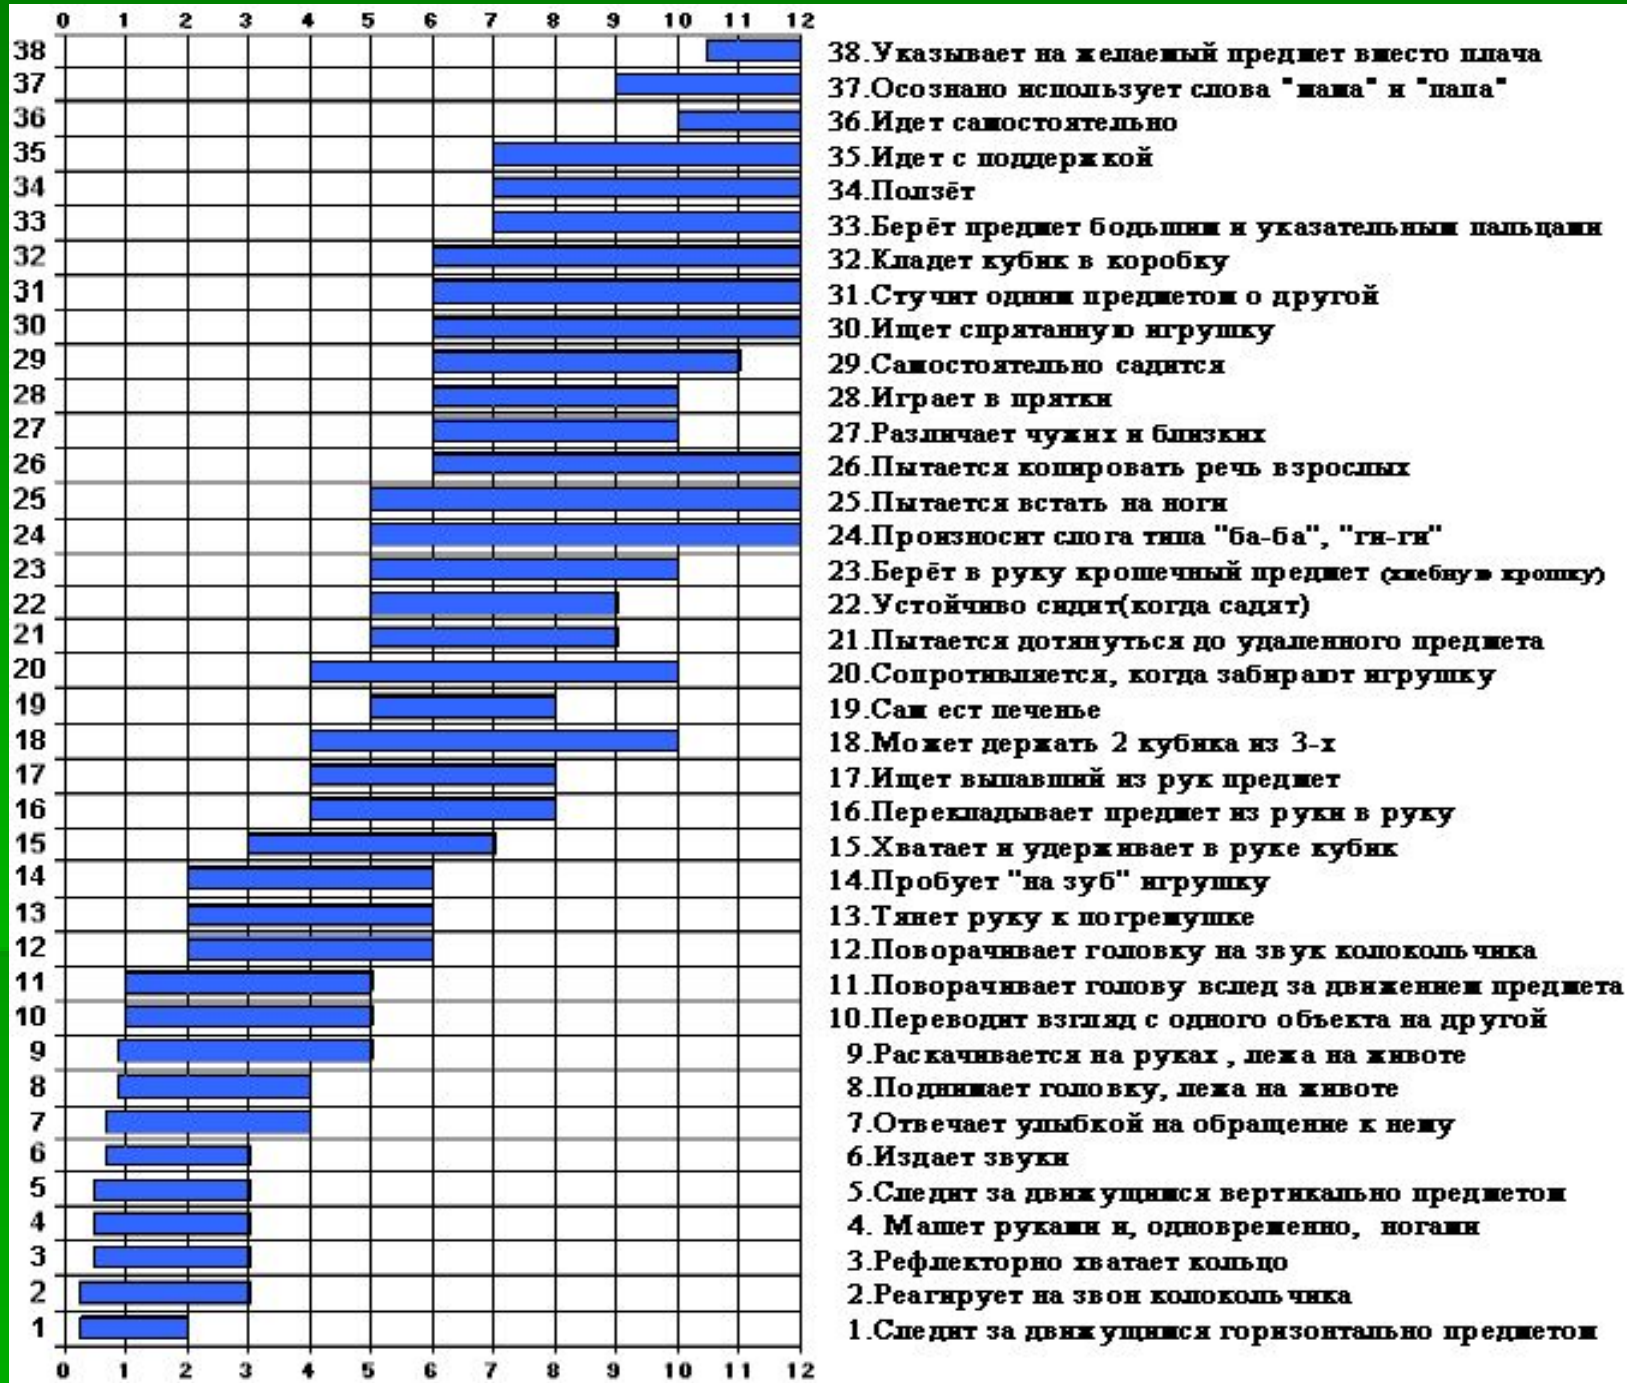 0 2 3 4 5 6 7 8 9 10 11 12
38 38.Указывает на желаемый предмет вместо плача
37 37.Осознано использует слова "мама" и "папа"
36 36.Идет самостоятельно
35 35.Идет с поддержкой
34 34.Ползёт
33 33.Берёт предмет бодьшим и указательным пальцами
32 32.Кладет кубик в коробку
31 31.Стучит одним предметом о другой
30 30.Ищет спрятанную игрушку
29 29.Самостоятельно садится
28 28.Играет в прятки
27 27.Различает чужих и близких
26 26.Пытается копировать речь взрослых
25 25.Пытается встать на ноги
24 24.Произносит слога типа "ба-ба", "ги-ги"
23 23.Берёт в руку крошечный предмет (хлебную крошку)
22 22.Устойчиво сидит(когда садят)
21 21.Пытается дотянуться до удаленного предмета
20 20.Сопротивляется, когда забирают игрушку
19 19.Сам ест печенье
18 18.Может держать 2 кубика из 3-х
17 17.Ищет выпавший из рук предмет
16 16.Перекладывает предмет из руки в руку
15 15.Хватает и удерживает в руке кубик
14 14.Пробует "на зуб" игрушку
13 13.Тянет руку к погремушке
12 12.Поворачивает головку на звук колокольчика
11 11.Поворачивает голову вслед за движением предмета
10 10.Переводит взгляд с одного объекта на другой
9 9.Раскачивается на руках , лежа на животе
8 8.Поднимает головку, лежа на животе
7 7.Отвечает улыбкой на обращение к нему
6 6.Издает звуки
5 5.Следит за движущимся вертикально предметом
4 4. Машет руками и, одновременно, ногами
3 3.Рефлекторно хватает кольцо
2 2.Реагирует на звон колокольчика
1 1.Следит за движущимся горизонтально предметом
0 1 2 3 4 5 6 7 8 9 10 11 12